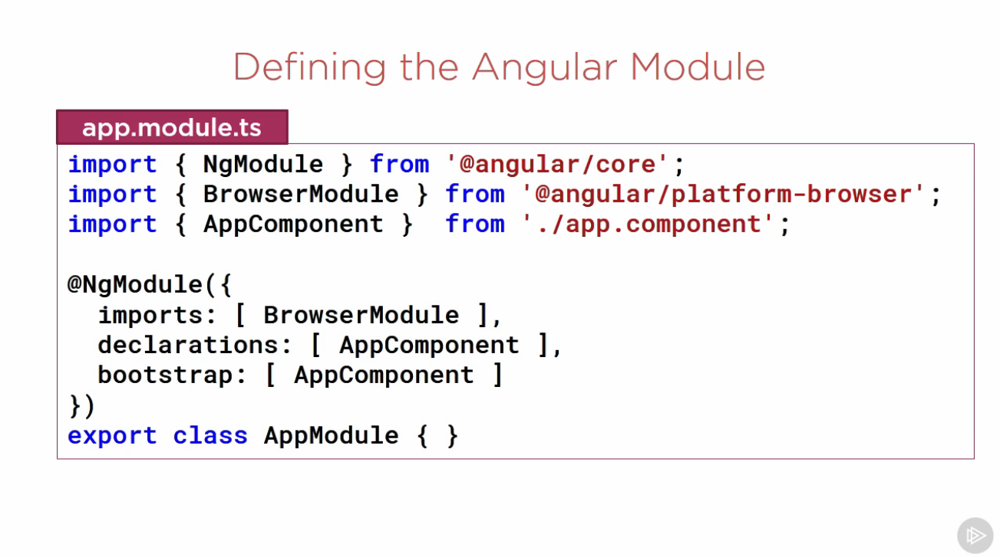 Defining the Angular Module
app.module.ts
import { NgModule } from '@angular/core';
import { BrowserModule } from '@angular/platform-browser';
import { AppComponent }  from './app.component';
@NgModule({
  imports: [ BrowserModule ],
  declarations: [ AppComponent ],
  bootstrap: [ AppComponent ]
})
export class AppModule { }